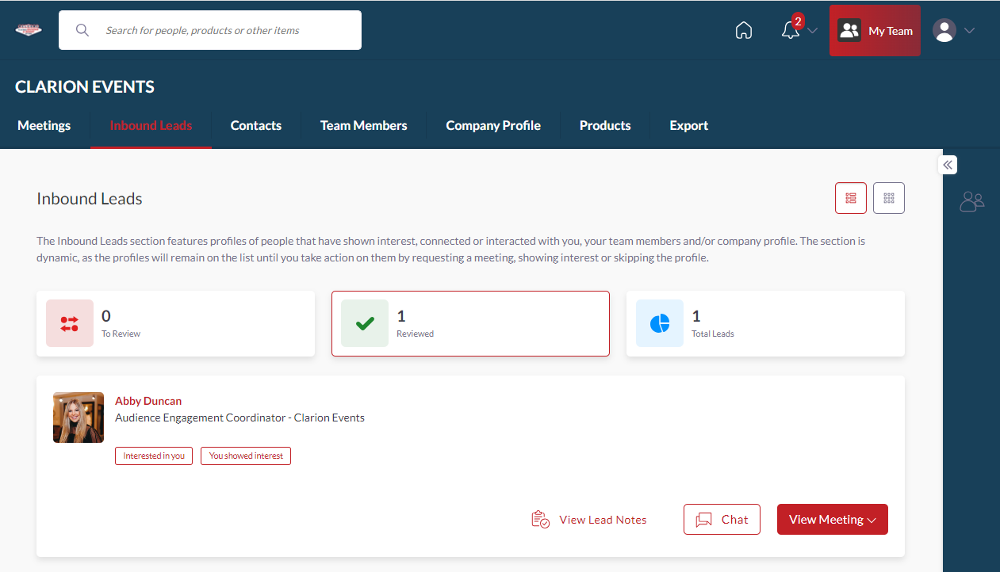 Search for people, products or other items
2
My Team
CLARION EVENTS
Meetings
Inbound Leads
Contacts
Team Members
Company Profile
Products
Export
Inbound Leads
The Inbound Leads section features profiles of people that have shown interest, connected or interacted with you, your team members and/or company profile. The section is
dynamic, as the profiles will remain on the list until you take action on them by requesting a meeting, showing interest or skipping the profile.
0
To Review
1
Reviewed
1
Total Leads
Abby Duncan
Audience Engagement Coordinator - Clarion Events
Interested in you
You showed interest
View Lead Notes
Chat
View Meeting